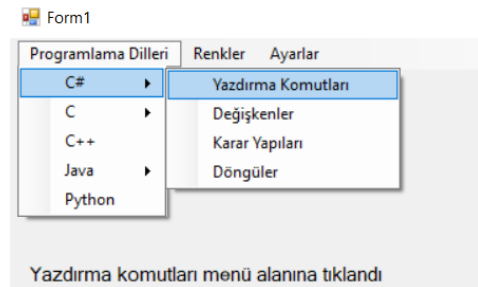 Form1
Programlama Dilleri Renkler Ayarlar
C# Yazdırma Komutları
C Değişkenler
C++ Karar Yapıları
Java Döngüler
Python
Yazdırma komutları menü alanına tıklandı